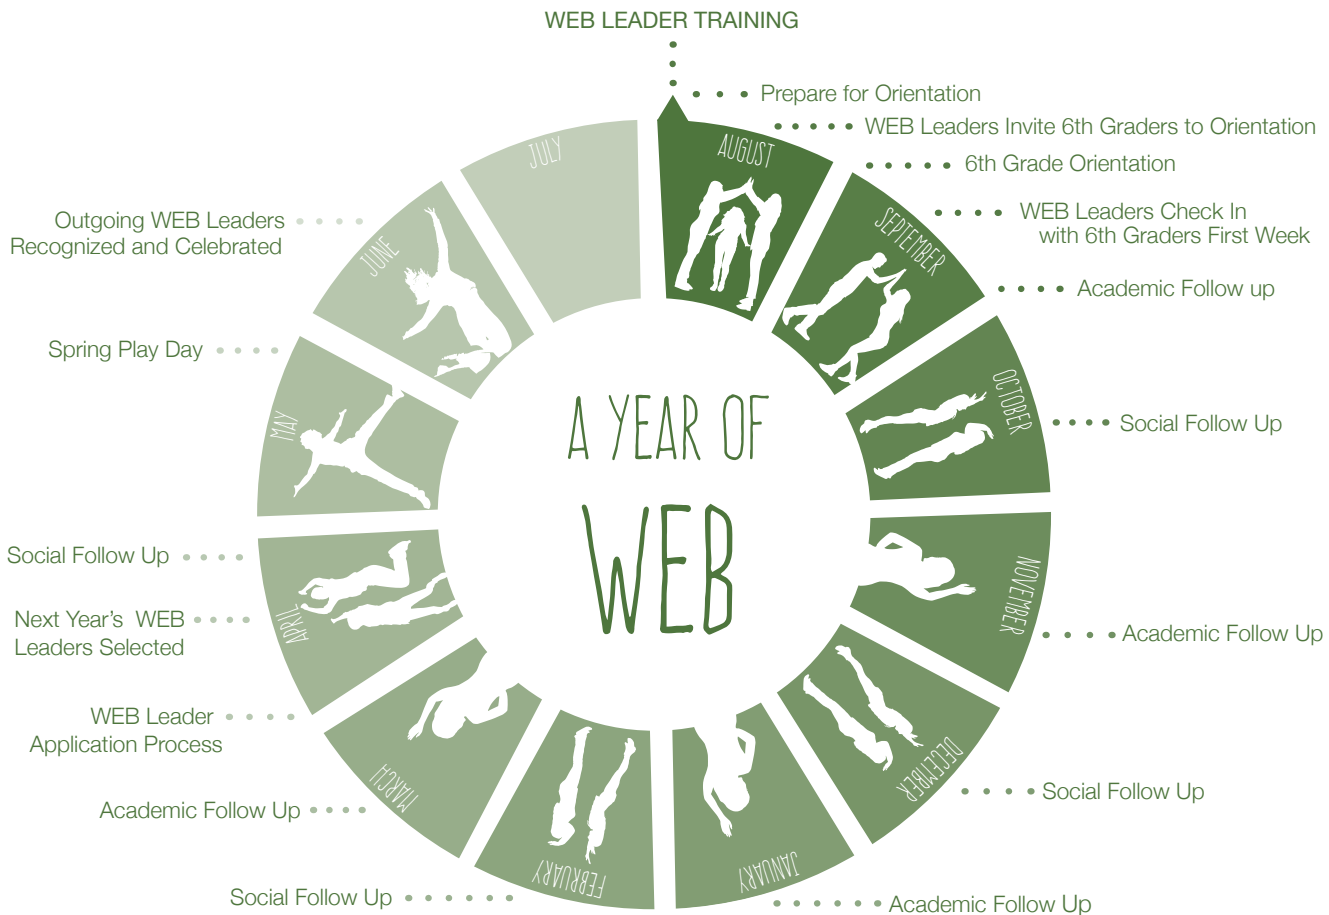 WEB LEADER TRAINING
Prepare for Orientation
WEB Leaders Invite 6th Graders to Orientation
6th Grade Orientation
WEB Leaders Check In
with 6th Graders First Week
Academic Follow up
Social Follow Up
Academic Follow Up
Social Follow Up
Academic Follow Up
Social Follow Up
Academic Follow Up
WEB Leader
Application Process
Next Year's WEB
Leaders Selected
Social Follow Up
Spring Play Day
Outgoing WEB Leaders
Recognized and Celebrated
AUGUST
SEPTEMBER
OCTOBER
NOVEMBER
DECEMBER
JANUARY
FEBRUARY
MARCH
APRIL
MAY
JUNE
JULY
A YEAR OF
WEB